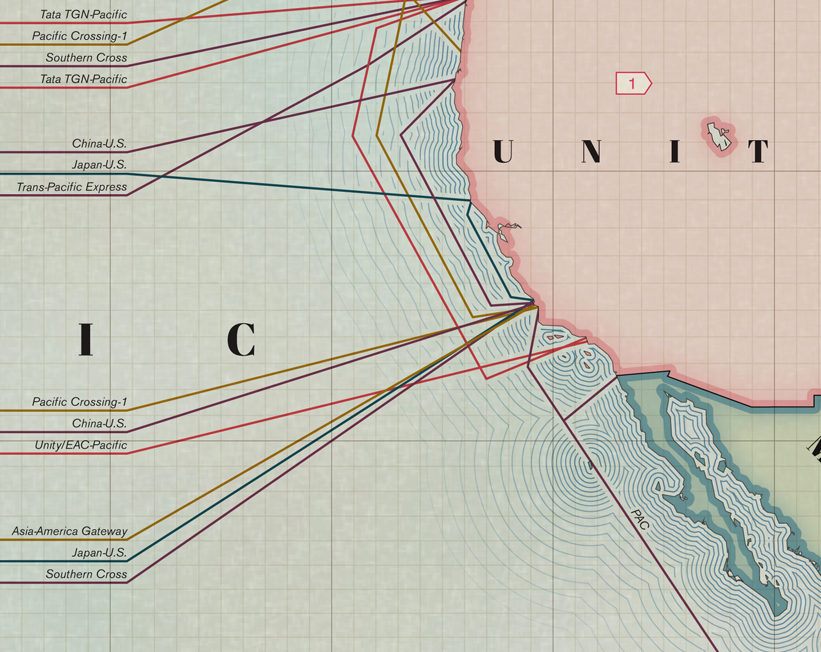 Tata TGN-Pacific
Pacific Crossing-1
Southern Cross
Tata TGN-Pacific
1
China-U.S.
U N I T
Japan-U.S.
Trans-Pacific Express
I C
Pacific Crossing-1
China-U.S.
Unity/EAC-Pacific
PAC
Asia-America Gateway
Japan-U.S.
Southern Cross